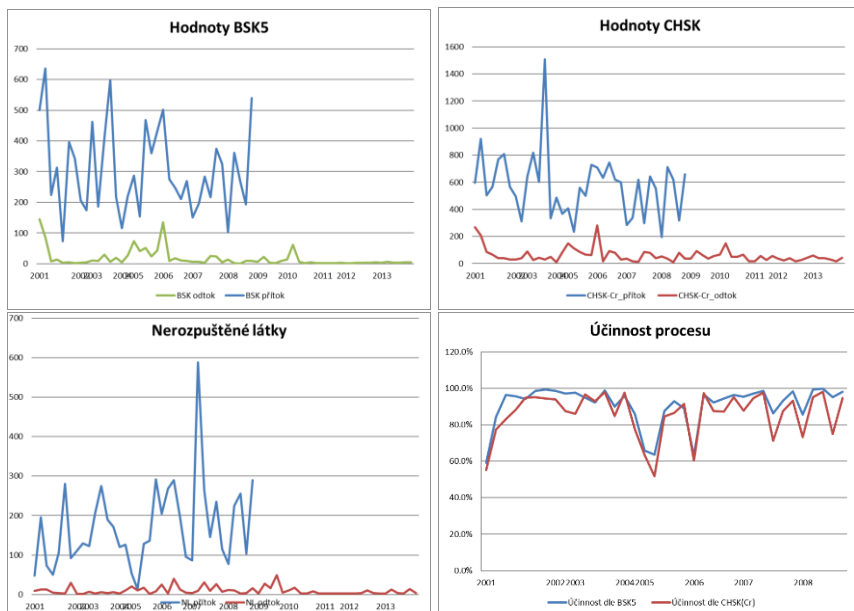 Hodnoty BSK5
700
600
500
400
300
200
100
0
2001 2002 2003 2004 2005 2006 2007 2008 2009 2010 2011 2012 2013
BSK odtok BSK přítok
Hodnoty CHSK
1600
1400
1200
1000
800
600
400
200
0
2001 2002 2003 2004 2005 2006 2007 2008 2009 2010 2011 2012 2013
CHSK-Cr_přítok CHSK-Cr_odtok
Nerozpuštěné látky
700
600
500
400
300
200
100
0
2001 2002 2003 2004 2005 2006 2007 2008 2009 2010 2011 2012 2013
NL_přítok NL_odtok
Účinnost procesu
120.0%
100.0%
80.0%
60.0%
40.0%
20.0%
0.0%
2001 2002 2003 2004 2005 2006 2007 2008
Účinnost dle BSK5 Účinnost dle CHSK(Cr)